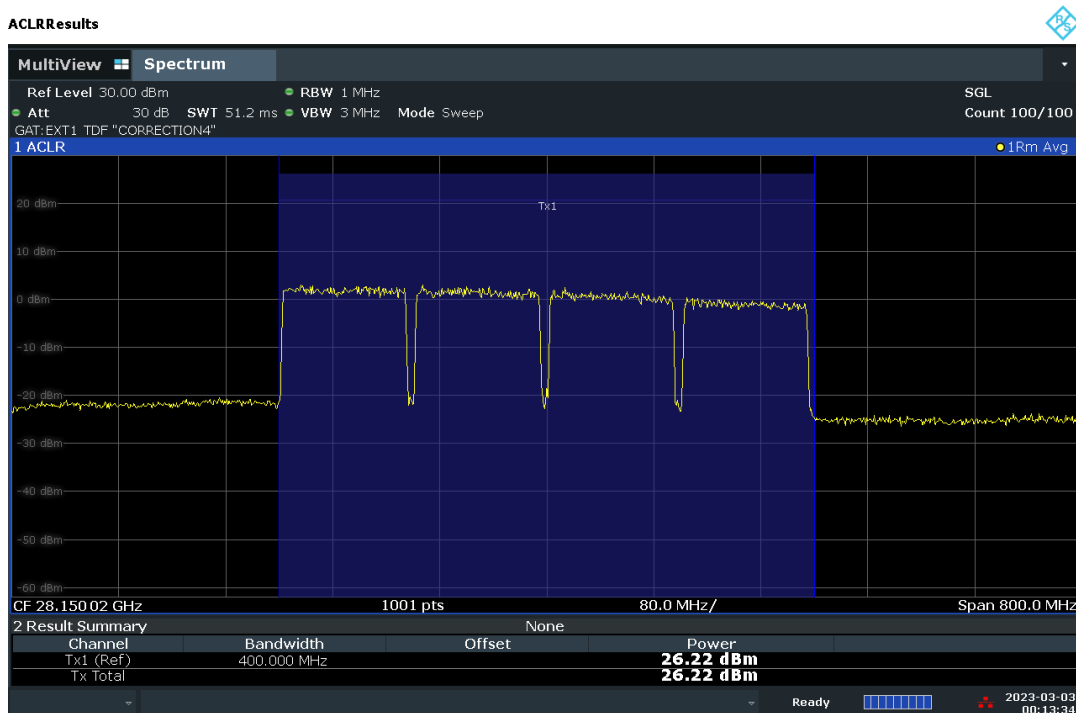 ACLRResults
R S
MultiView Spectrum
Ref Level 30.00 dBm RBW 1 MHz SGL
Att 30 dB SWT 51.2 ms VBW 3 MHz Mode Sweep Count 100/100
GAT:EXT1 TDF "CORRECTION4"
1 ACLR 1Rm Avg
20 dBm
Tx1
10 dBm
0 dBm
-10 dBm
-20 dBm
-30 dBm
-40 dBm
-50 dBm
-60 dBm
CF 28.150 02 GHz 1001 pts 80.0 MHz/ Span 800.0 MHz
2 Result Summary None
Channel Bandwidth Offset Power
Tx1 (Ref) 400.000 MHz 26.22 dBm
Tx Total 26.22 dBm
Ready 2023-03-03
00:13:34